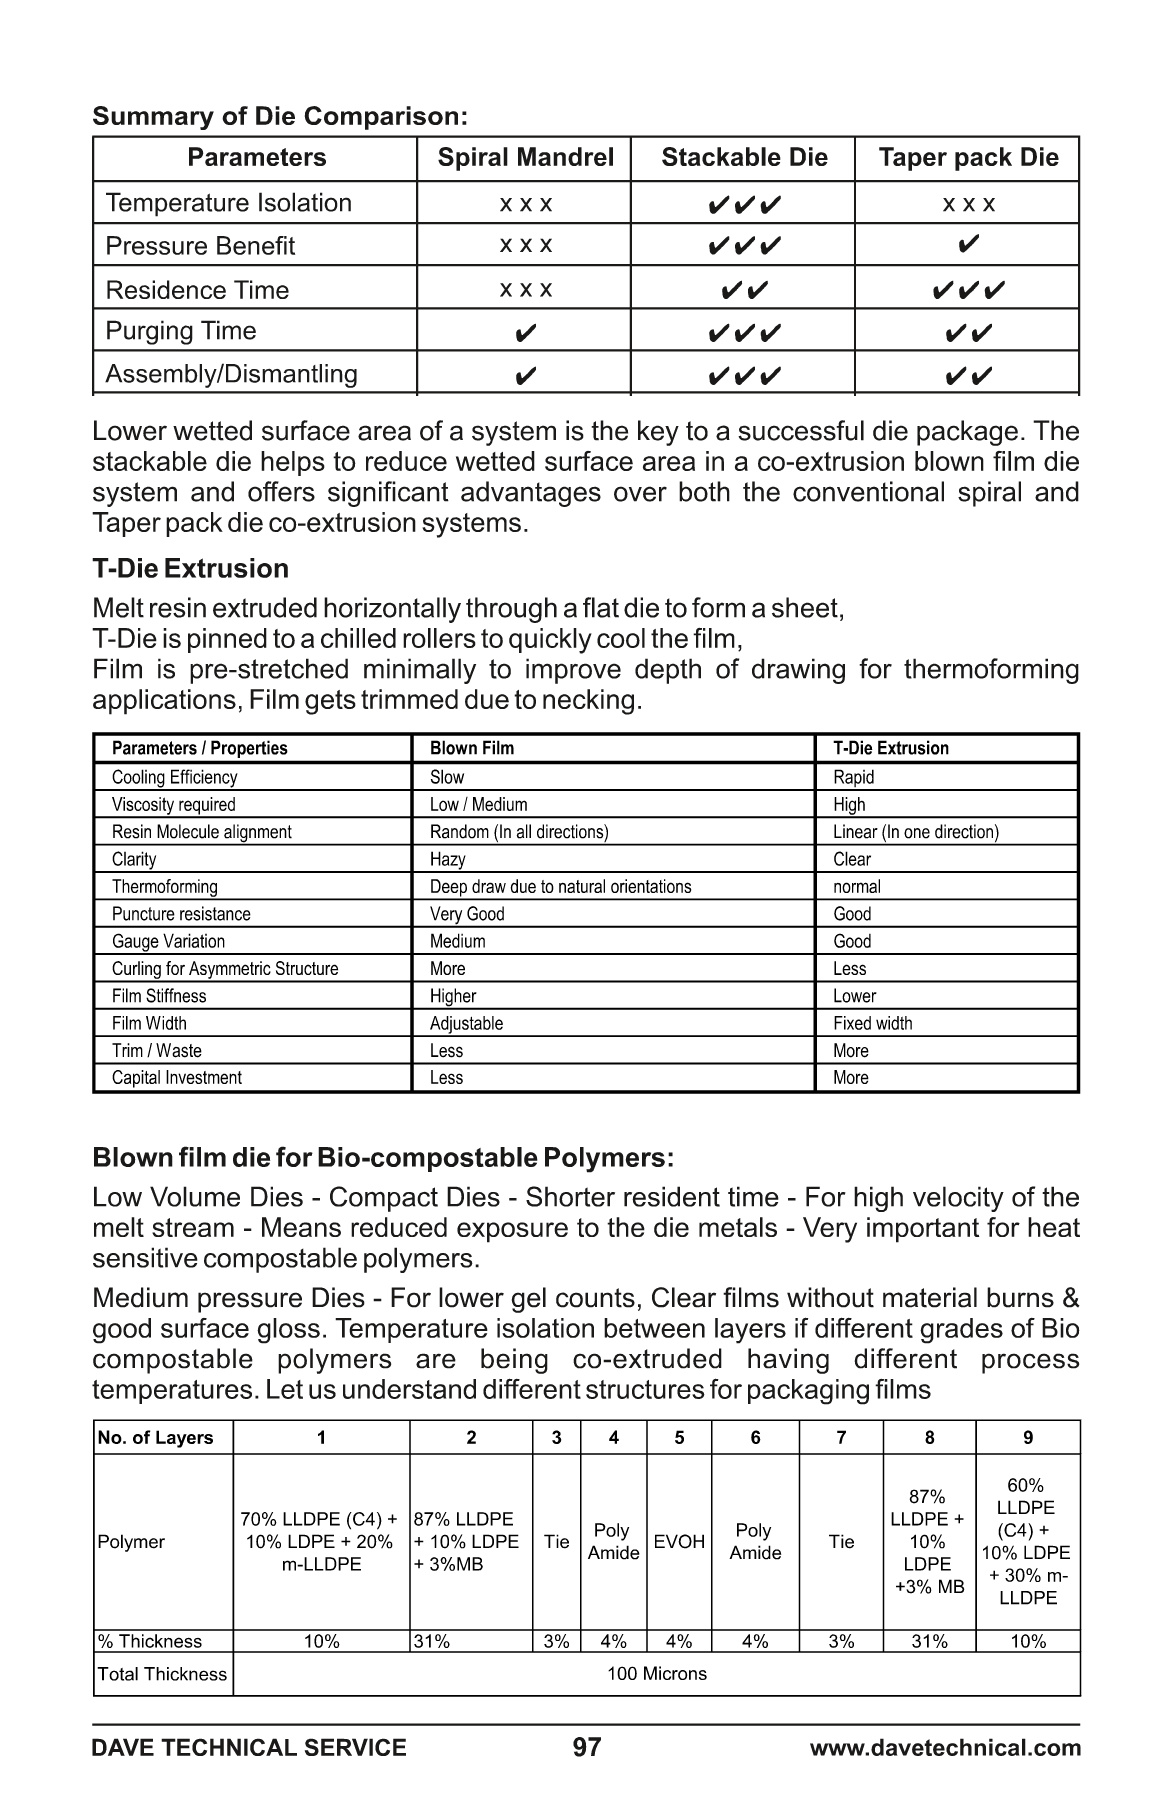 Summary of Die Comparison:
Parameters Spiral Mandrel Stackable Die Taper pack Die
Temperature Isolation x x x ✔✔✔ x x x
Pressure Benefit x x x ✔✔✔ ✔
Residence Time x x x ✔✔ ✔✔✔
Purging Time ✔ ✔✔✔ ✔✔
Assembly/Dismantling ✔ ✔✔✔ ✔✔
Lower wetted surface area of a system is the key to a successful die package. The
stackable die helps to reduce wetted surface area in a co-extrusion blown film die
system and offers significant advantages over both the conventional spiral and
Taper pack die co-extrusion systems.
T-Die Extrusion
Melt resin extruded horizontally through a flat die to form a sheet,
T-Die is pinned to a chilled rollers to quickly cool the film,
Film is pre-stretched minimally to improve depth of drawing for thermoforming
applications, Film gets trimmed due to necking.
Parameters / Properties Blown Film T-Die Extrusion
Cooling Efficiency Slow Rapid
Viscosity required Low / Medium High
Resin Molecule alignment Random (In all directions) Linear (In one direction)
Clarity Hazy Clear
Thermoforming Deep draw due to natural orientations normal
Puncture resistance Very Good Good
Gauge Variation Medium Good
Curling for Asymmetric Structure More Less
Film Stiffness Higher Lower
Film Width Adjustable Fixed width
Trim / Waste Less More
Capital Investment Less More
Blown film die for Bio-compostable Polymers:
Low Volume Dies - Compact Dies - Shorter resident time - For high velocity of the
melt stream - Means reduced exposure to the die metals - Very important for heat
sensitive compostable polymers.
Medium pressure Dies - For lower gel counts, Clear films without material burns &
good surface gloss. Temperature isolation between layers if different grades of Bio
compostable polymers are being co-extruded having different process
temperatures. Let us understand different structures for packaging films
No. of Layers 1 2 3 4 5 6 7 8 9
Polymer
70% LLDPE (C4) +
10% LDPE + 20%
m-LLDPE
87% LLDPE
+ 10% LDPE
+ 3%MB
Tie
Poly
Amide
EVOH
Poly
Amide
Tie
87%
LLDPE +
10%
LDPE
+3% MB
60%
LLDPE
(C4) +
10% LDPE
+ 30% m-
LLDPE
% Thickness 10% 31% 3% 4% 4% 4% 3% 31% 10%
Total Thickness 100 Microns
DAVE TECHNICAL SERVICE 97 www.davetechnical.com